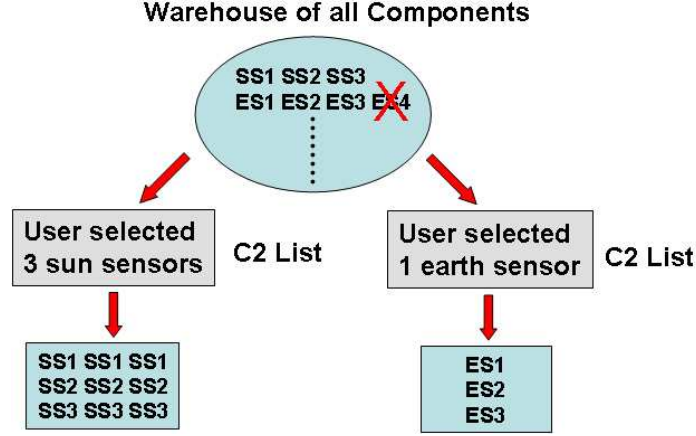 Warehouse of all Components
SS1 SS2 SS3
ES1 ES2 ES3 ES4
User selected
3 sun sensors
C2 List
User selected
1 earth sensor
C2 List
SS1 SS1 SS1
SS2 SS2 SS2
SS3 SS3 SS3
ES1
ES2
ES3